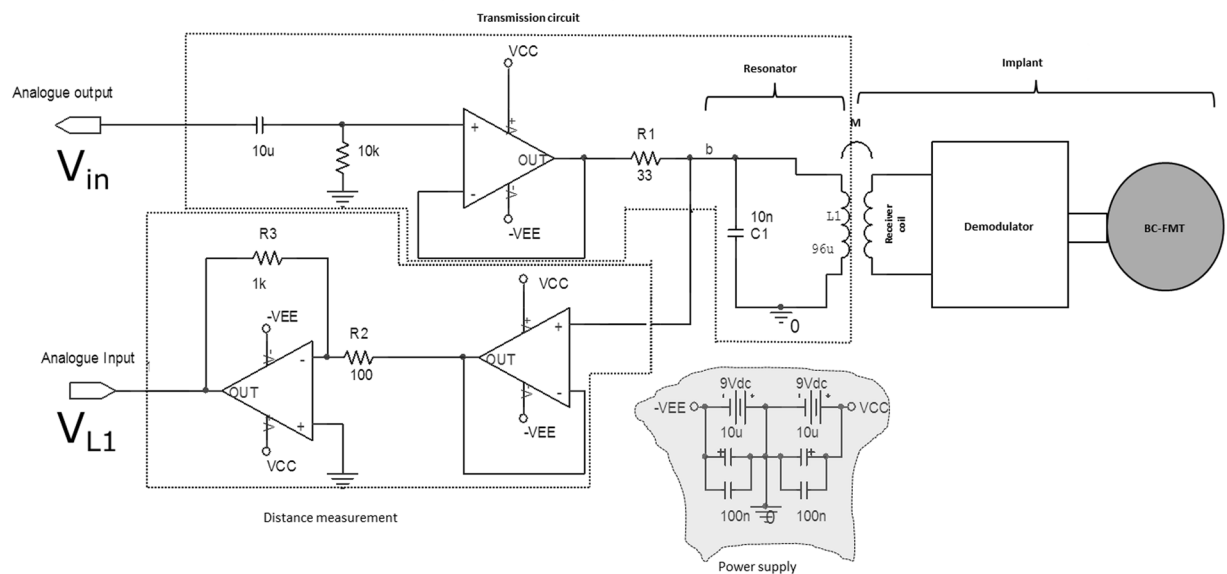 Transmission circuit
VCC
Implant
Resonator
Analogue output
M
R1
b
+
V+
OUT
10u
10k
33
Vin
-
V-
-VEE
10n
C1
L1
96u
Receiver coil
Demodulator
BC-FMT
R3
1k
VCC
-VEE
V+
+
0
V-
-
R2
Analogue Input
OUT
100
OUT
9Vdc
9Vdc
-
VL1
+
V-
-VEE
-VEE
- +
- +
VCC
V+
10u
10u
VCC
+
+
Distance measurement
100n
0
100n
Power supply